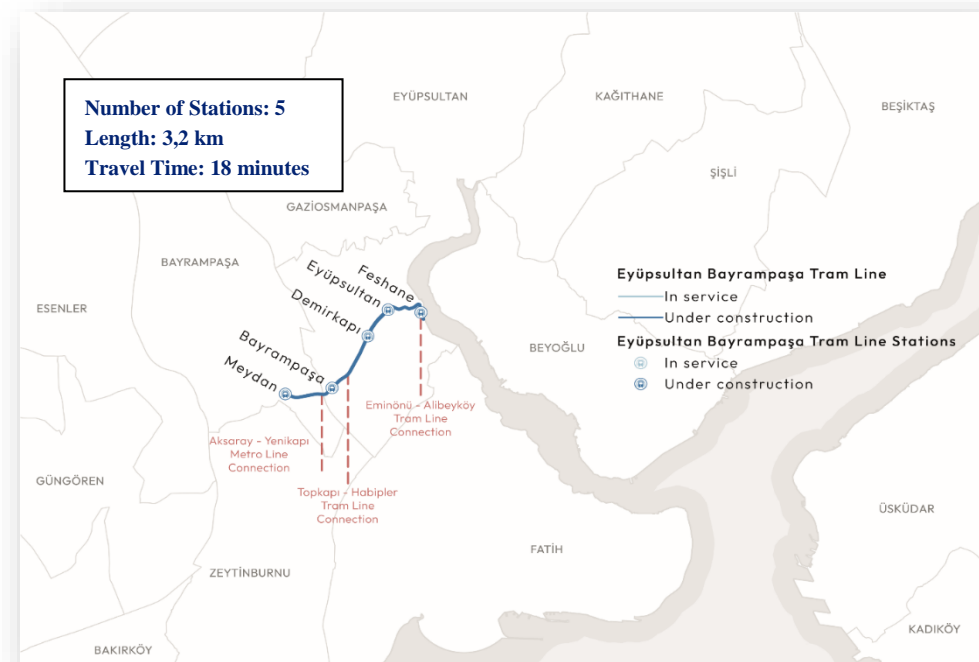 Number of Stations: 5
Length: 3,2 km
Travel Time: 18 minutes
EYÜPSULTAN
KAĞITHANE
BEŞİKTAŞ
ŞİŞLİ
GAZİOSMANPAŞA
BAYRAMPAŞA
ESENLER
Feshane
Eyüpsultan
Demirkapı
Bayrampaşa
Meydan
Eyüpsultan Bayrampaşa Tram Line
In service
Under construction
Eyüpsultan Bayrampaşa Tram Line Stations
In service
Under construction
BEYOĞLU
Eminönü - Alibeyköy
Tram Line
Connection
Aksaray - Yenikapı
Metro Line
Connection
Topkapı - Habipler
Tram Line
Connection
GÜNGÖREN
ÜSKÜDAR
FATİH
ZEYTİNBURNU
KADIKÖY
BAKIRKÖY